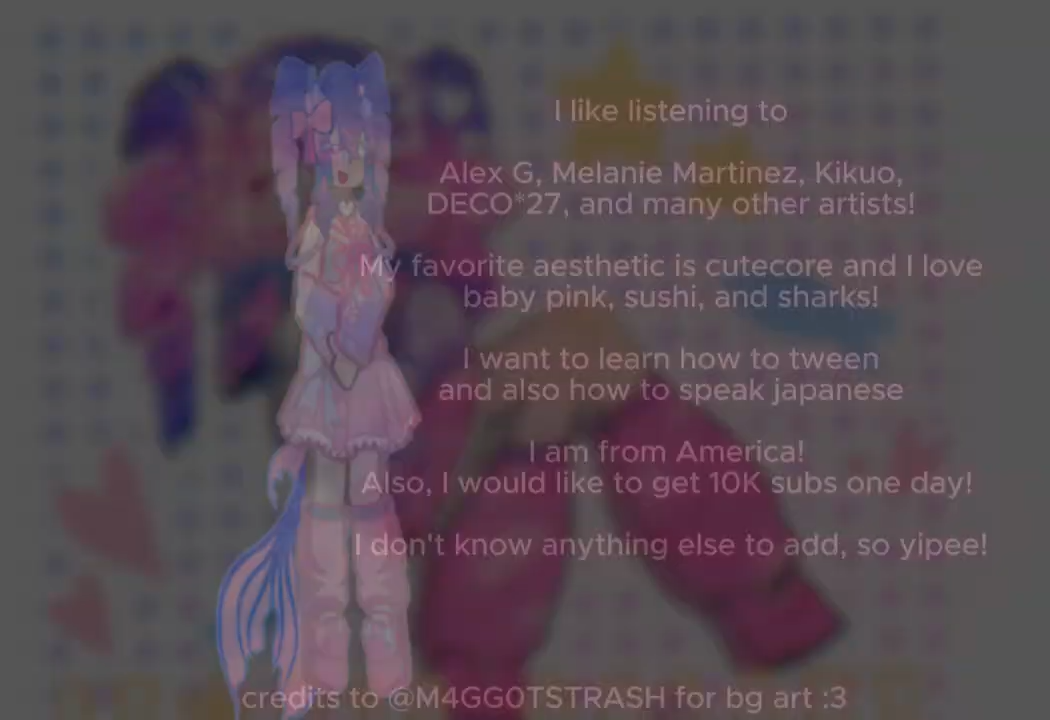 I like listening to
Alex G, Melanie Martinez, Kikuo,
DECO*27, and many other artists!
My favorite aesthetic is cutecore and I love
baby pink, sushi, and sharks!
I want to learn how to tween
and also how to speak japanese
I am from America!
Also, I would like to get 10K subs one day!
I don't know anything else to add, so yipee!
credits to @M4GG0TSTRASH for bg art :3